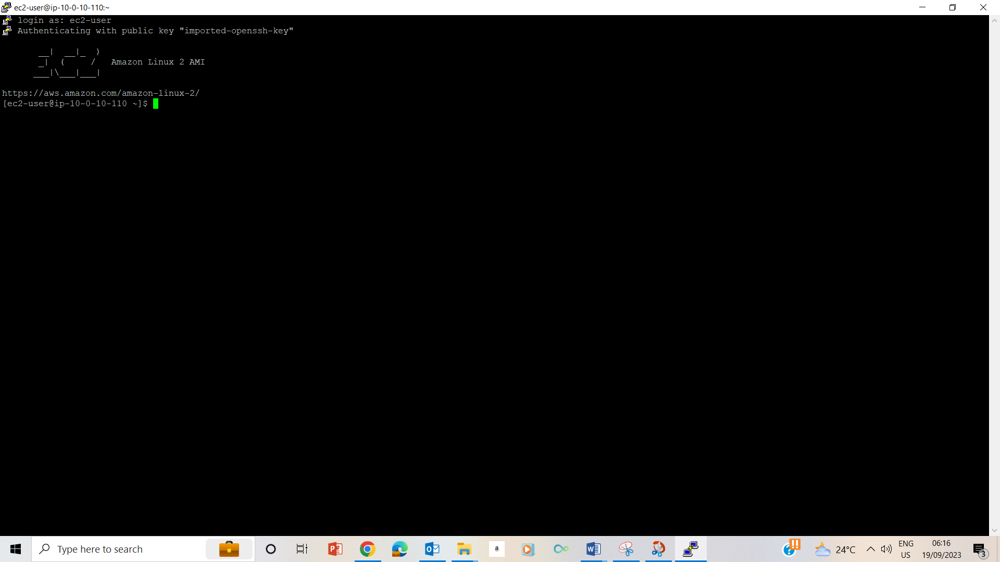 ec2-user@ip-10-0-10-110:~
login as: ec2-user
Authenticating with public key "imported-openssh-key"
       __|  __|_  )
       _|  (     /   Amazon Linux 2 AMI
      ___|\___|___|
https://aws.amazon.com/amazon-linux-2/
[ec2-user@ip-10-0-10-110 ~]$
Type here to search
a
24°C
ENG
US
06:16
19/09/2023
3